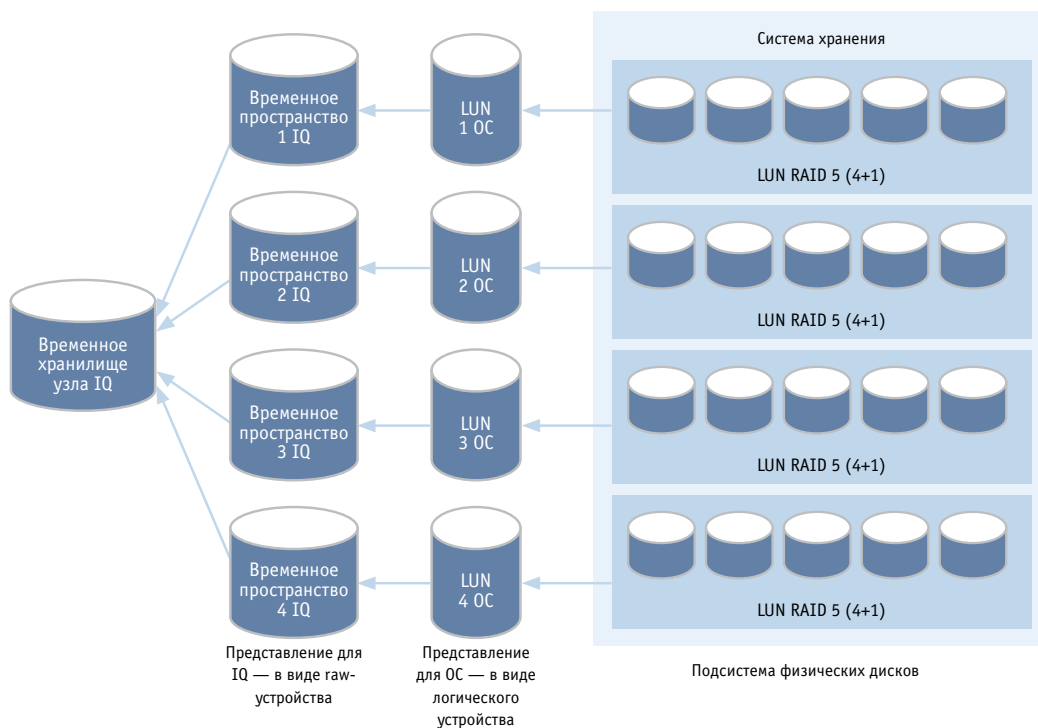 Система хранения
Временное
пространство
1 IQ
LUN
1 ОС
LUN RAID 5 (4+1)
Временное
пространство
2 IQ
LUN
2 ОС
LUN RAID 5 (4+1)
Временное
хранилище
узла IQ
Временное
пространство
3 IQ
LUN
3 ОС
LUN RAID 5 (4+1)
Временное
пространство
4 IQ
LUN
4 ОС
LUN RAID 5 (4+1)
Представление для
IQ — в виде raw-
устройства
Представление
для ОС — в виде
логического
устройства
Подсистема физических дисков